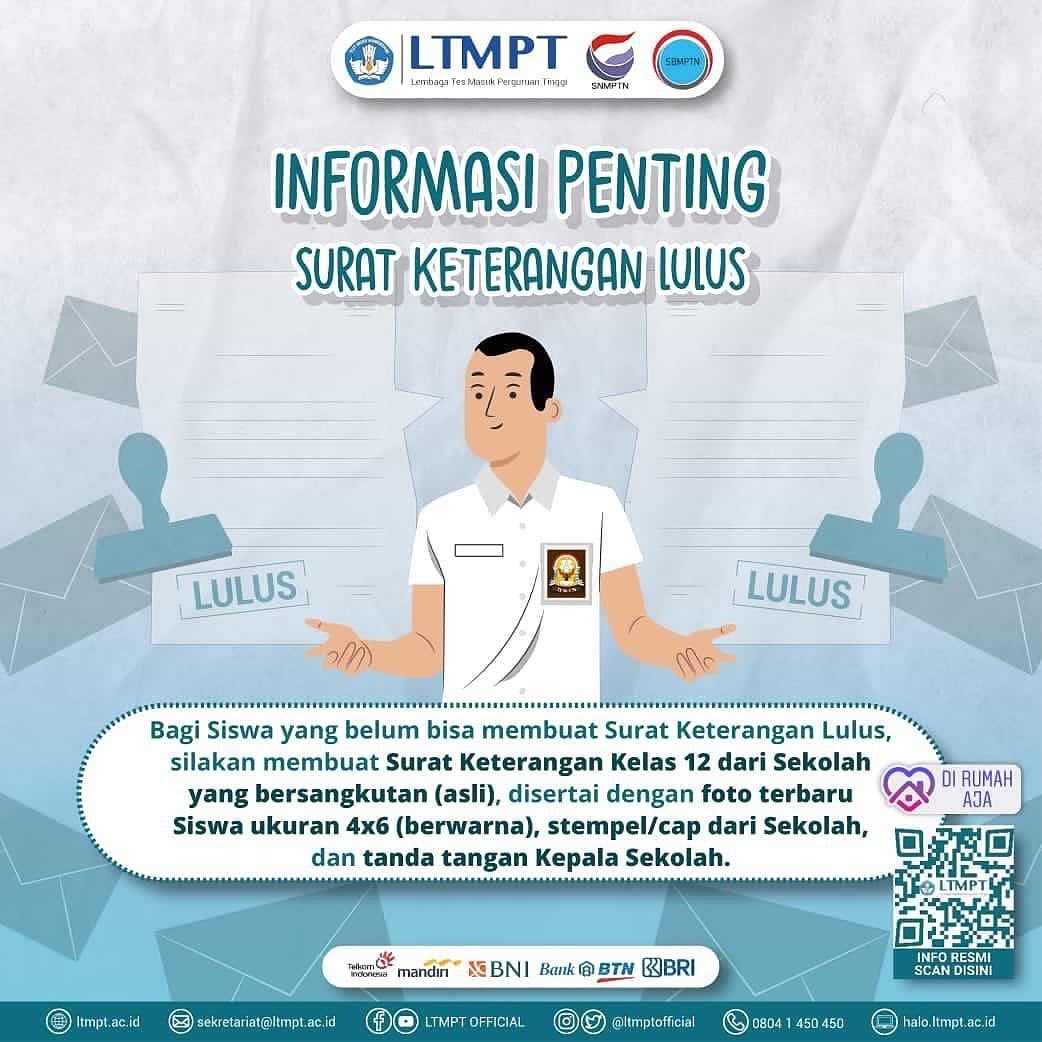 LTMPT
Lembaga Tes Masuk Perguruan Tinggi
SNMPTN
SBMPTN
INFORMASI PENTING
SURAT KETERANGAN LULUS
LULUS
LULUS
Bagi Siswa yang belum bisa membuat Surat Keterangan Lulus,
silakan membuat Surat Keterangan Kelas 12 dari Sekolah
yang bersangkutan (asli), disertai dengan foto terbaru
Siswa ukuran 4x6 (berwarna), stempel/cap dari Sekolah,
dan tanda tangan Kepala Sekolah.
DI RUMAH
AJA
LTMPT
INFO RESMI
SCAN DISINI
Telkom
Indonesia
mandiri
BNI
Bank BTN
BRI
ltmpt.ac.id
sekretariat@ltmpt.ac.id
LTMPT OFFICIAL
@ltmptofficial
0804 1 450 450
halo.ltmpt.ac.id